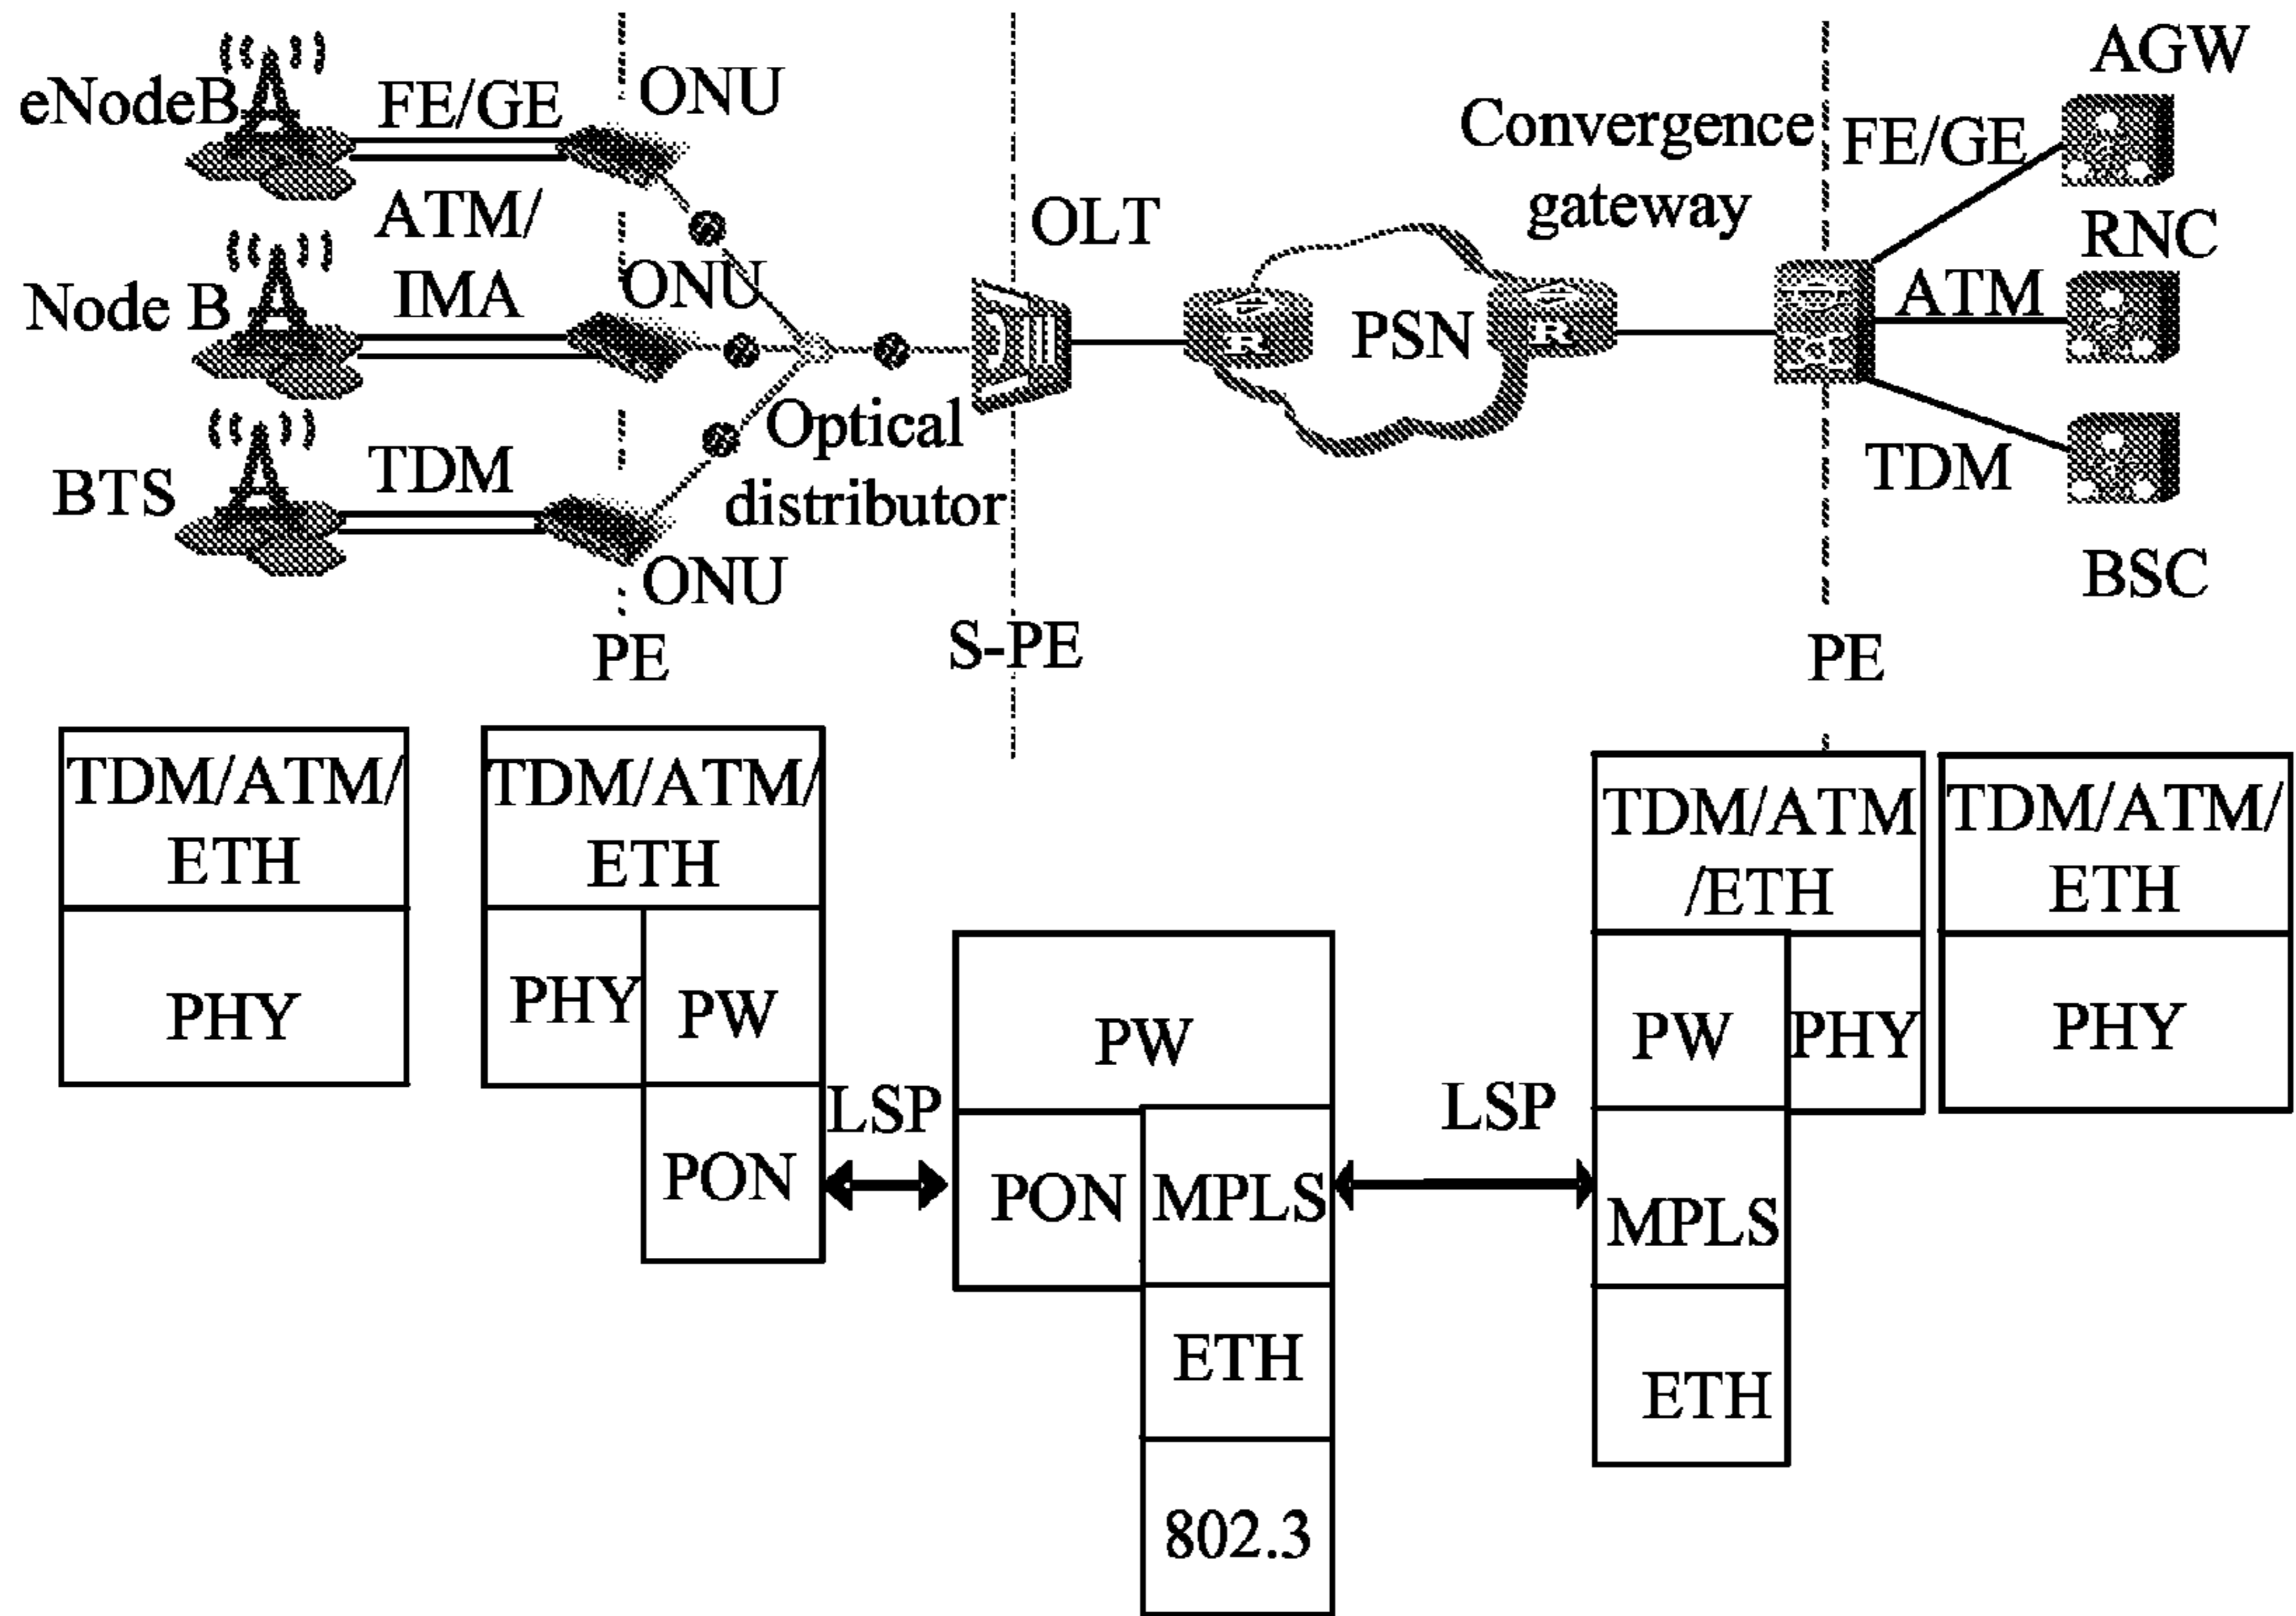 AGW
ONU
eNodeB
FE/GE
Convergence
gateway
FE/GE
ATM/
IMA
OLT
RNC
ONU
Node B
PSN
ATM
Optical
distributor
BTS
TDM
TDM
ONU
BSC
PE
S-PE
PE
TDM/ATM/
ETH
PHY
TDM/ATM/
ETH
PHY
PW
PON
LSP
PW
PON
MPLS
ETH
802.3
LSP
TDM/ATM
/ETH
PW
PHY
MPLS
ETH
TDM/ATM/
ETH
PHY